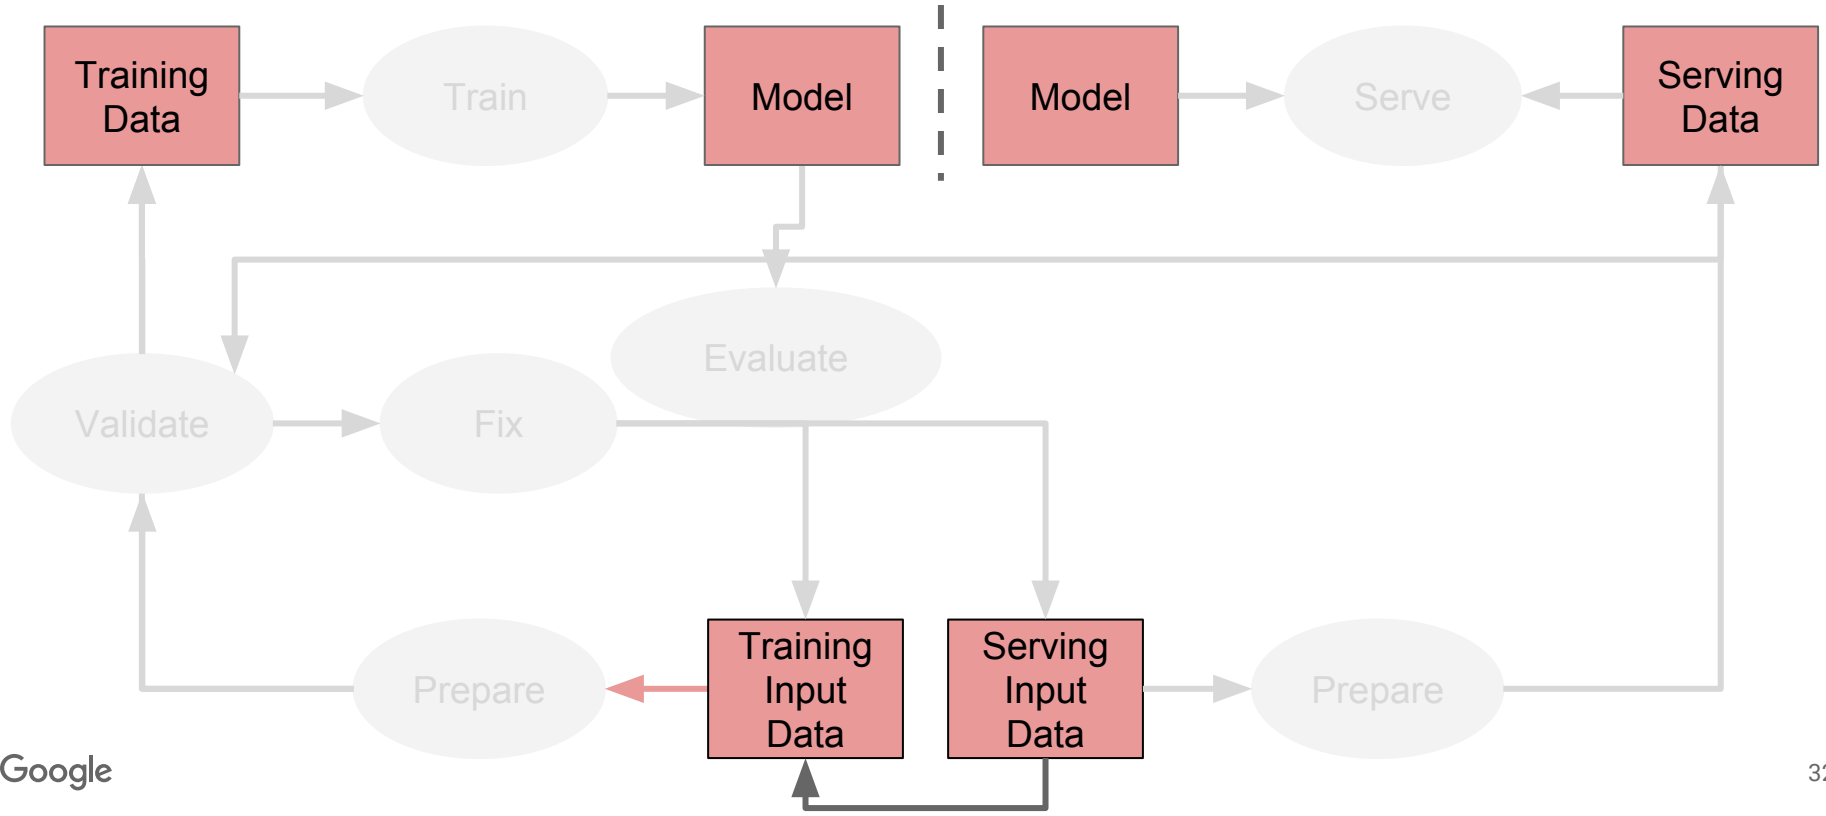 Training
Data
Train
Model
Model
Serve
Serving
Data
Evaluate
Validate
Fix
Prepare
Training
Input
Data
Serving
Input
Data
Prepare
Google
32